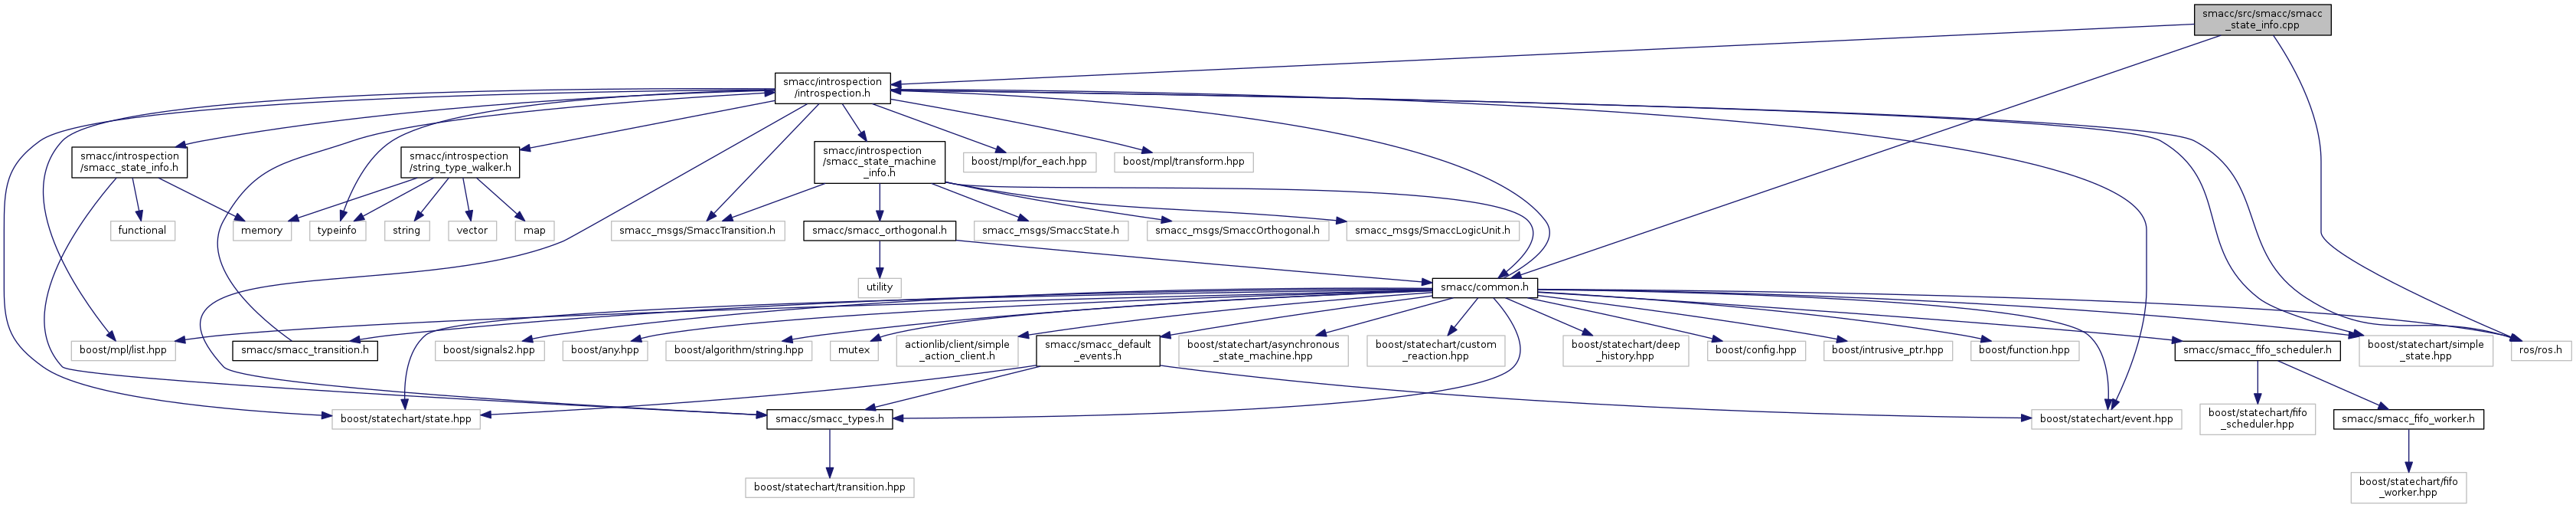 smacc/src/smacc/smacc
_state_info.cpp
smacc/introspection
/introspection.h
smacc/introspection
/smacc_state_info.h
smacc/introspection
/string_type_walker.h
smacc/introspection
/smacc_state_machine
_info.h
boost/mpl/for_each.hpp
boost/mpl/transform.hpp
functional
memory
typeinfo
string
vector
map
smacc_msgs/SmaccTransition.h
smacc/smacc_orthogonal.h
smacc_msgs/SmaccState.h
smacc_msgs/SmaccOrthogonal.h
smacc_msgs/SmaccLogicUnit.h
utility
smacc/common.h
boost/mpl/list.hpp
smacc/smacc_transition.h
boost/signals2.hpp
boost/any.hpp
boost/algorithm/string.hpp
mutex
actionlib/client/simple
_action_client.h
smacc/smacc_default
_events.h
boost/statechart/asynchronous
_state_machine.hpp
boost/statechart/custom
_reaction.hpp
boost/statechart/deep
_history.hpp
boost/config.hpp
boost/intrusive_ptr.hpp
boost/function.hpp
smacc/smacc_fifo_scheduler.h
boost/statechart/simple
_state.hpp
ros/ros.h
boost/statechart/state.hpp
smacc/smacc_types.h
boost/statechart/event.hpp
boost/statechart/fifo
_scheduler.hpp
smacc/smacc_fifo_worker.h
boost/statechart/transition.hpp
boost/statechart/fifo
_worker.hpp